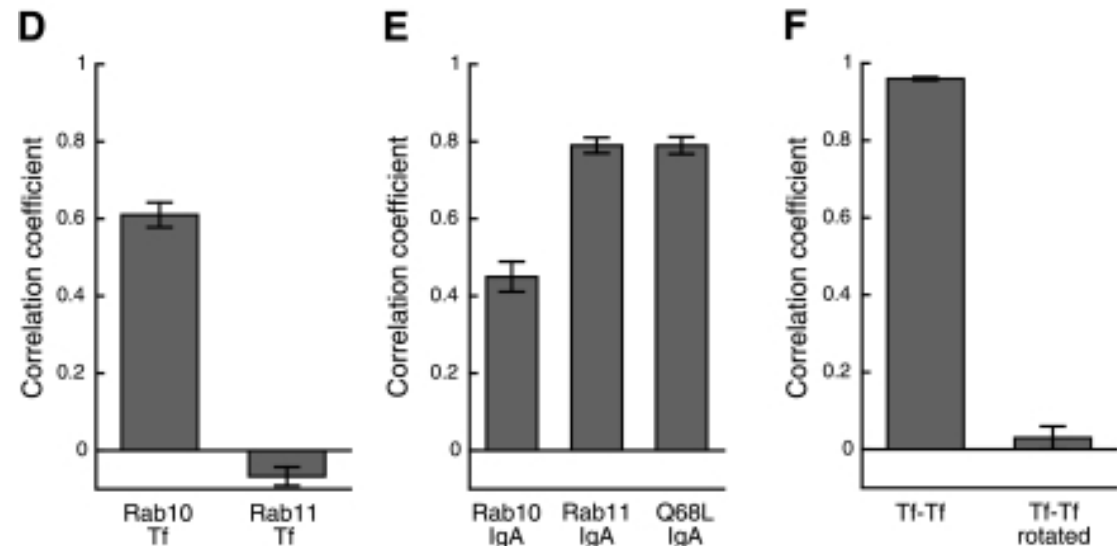 D
Correlation coefficient
1
0.8
0.6
0.4
0.2
0
Rab10 Rab11
Tf Tf
E
Correlation coefficient
1
0.8
0.6
0.4
0.2
0
Rab10 Rab11 Q68L
IgA IgA IgA
F
Correlation coefficient
1
0.8
0.6
0.4
0.2
0
Tf-Tf Tf-Tf
rotated